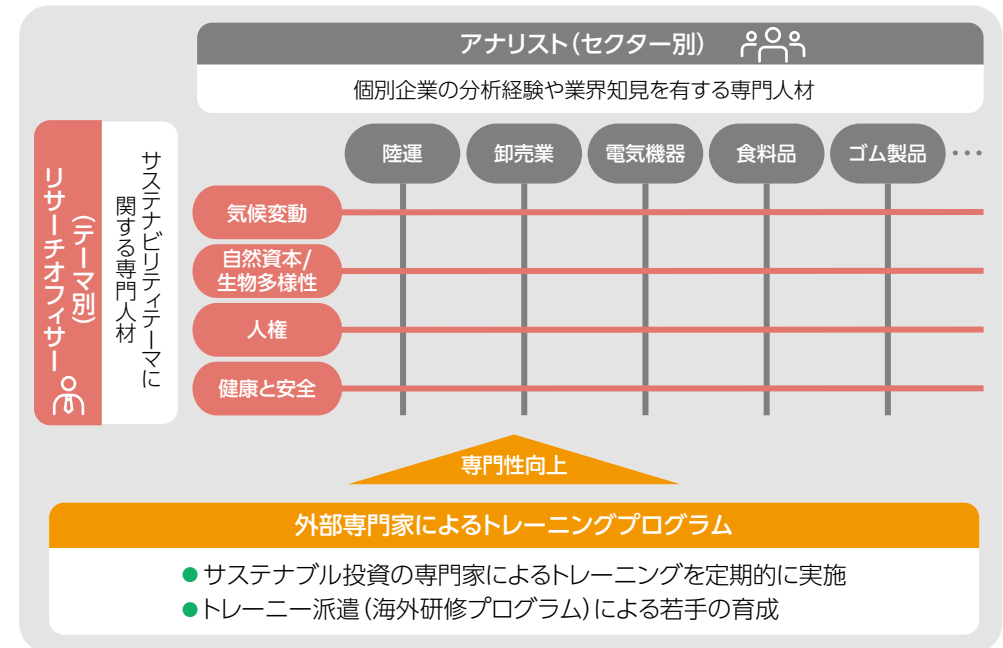 アナリスト（セクター別）
個別企業の分析経験や業界知見を有する専門人材
リサーチオフィサー
（テーマ別）
サステナビリティテーマに
関する専門人材
陸運
卸売業
電気機器
食料品
ゴム製品
…
気候変動
自然資本/
生物多様性
人権
健康と安全
専門性向上
外部専門家によるトレーニングプログラム
●サステナブル投資の専門家によるトレーニングを定期的に実施
●トレーニー派遣（海外研修プログラム）による若手の育成